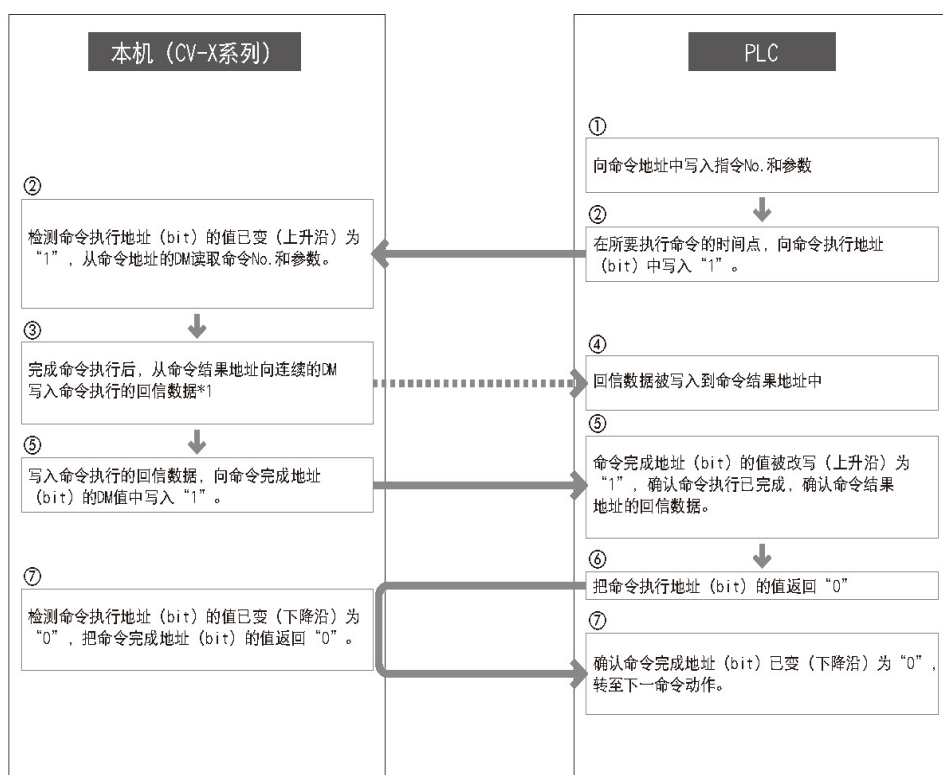 本机（CV-X系列）
PLC
①
向命令地址中写入指令No.和参数
②
检测命令执行地址（bit）的值已变（上升沿）为
“1”，从命令地址的DM读取命令No.和参数。
②
在所要执行命令的时间点，向命令执行地址
（bit）中写入“1”。
③
完成命令执行后，从命令结果地址向连续的DM
写入命令执行的回信数据*1
④
回信数据被写入到命令结果地址中
⑤
写入命令执行的回信数据，向命令完成地址
（bit）的DM值中写入“1”。
⑤
命令完成地址（bit）的值被改写（上升沿）为
“1”，确认命令执行已完成，确认命令结果
地址的回信数据。
⑥
把命令执行地址（bit）的值返回“0”
⑦
检测命令执行地址（bit）的值已变（下降沿）为
“0”，把命令完成地址（bit）的值返回“0”。
⑦
确认命令完成地址（bit）已变（下降沿）为“0”，
转至下一命令动作。